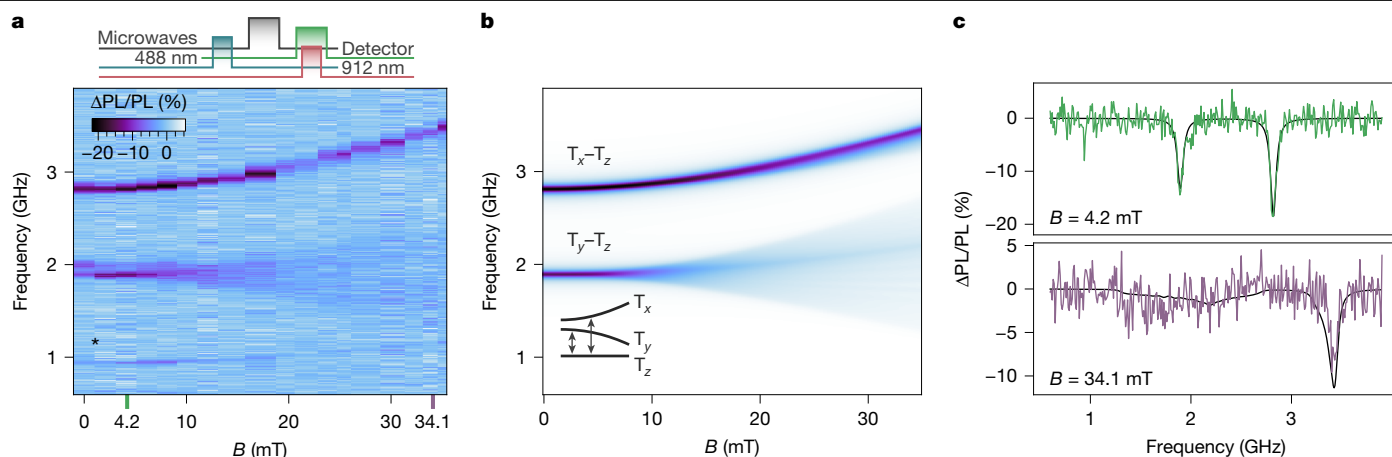 a
Microwaves
Detector
488 nm
912 nm
ΔPL/PL (%)
−20 −10 0
Frequency (GHz)
3
2
1
*
0 4.2 10 20 30 34.1
B (mT)
b
Tx–Tz
Ty–Tz
Tx
Ty
Tz
Frequency (GHz)
3
2
1
0 10 20 30
B (mT)
c
ΔPL/PL (%)
0
−10
−20
B = 4.2 mT
5
0
−5
−10
B = 34.1 mT
1 2 3
Frequency (GHz)